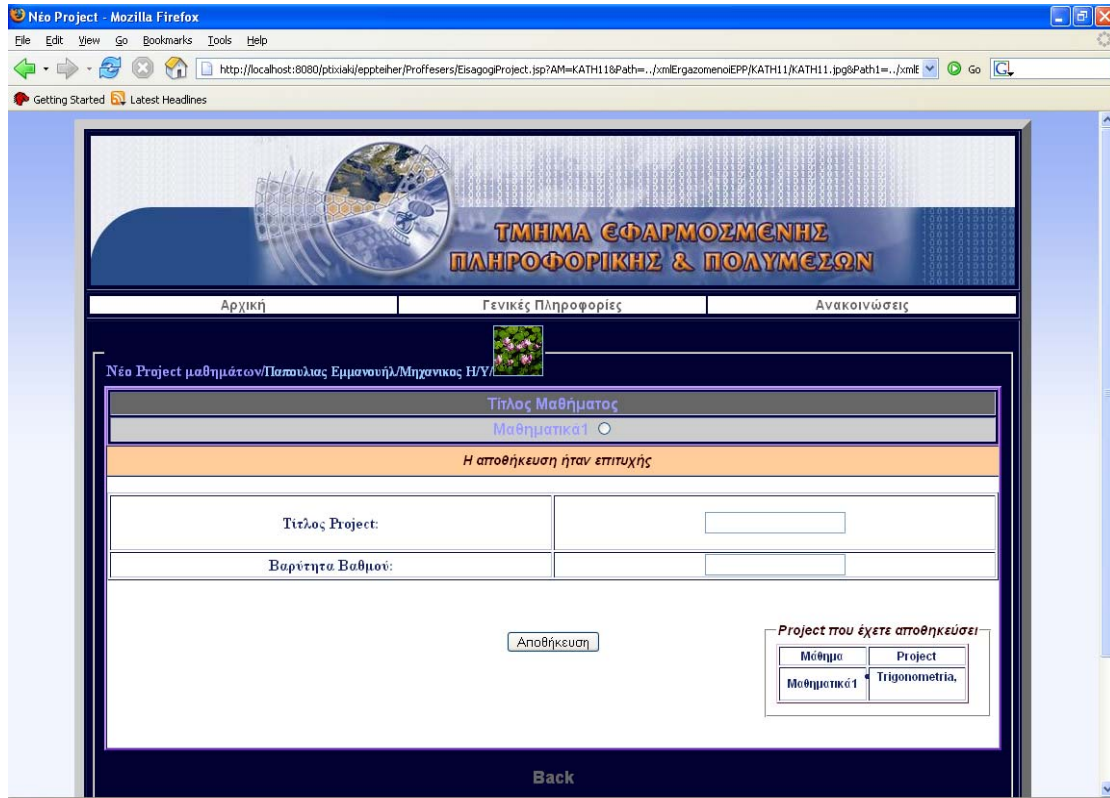 Νέο Project - Mozilla Firefox
File Edit View Go Bookmarks Tools Help
http://localhost:8080/ptixiaki/eppteiher/Proffesers/EisagogiProject.jsp?AM=KATH11&Path=../xmlErgazomenoiEPP/KATH11/KATH11.jpg&Path1=../xmlE Go
Getting Started Latest Headlines
ΤΜΗΜΑ ΕΦΑΡΜΟΣΜΕΝΗΣ
ΠΛΗΡΟΦΟΡΙΚΗΣ & ΠΟΛΥΜΕΣΩΝ
Αρχική Γενικές Πληροφορίες Ανακοινώσεις
Νέο Project μαθημάτων/Παπουλιας Εμμανουήλ/Μηχανικος Η/Υ/
Τίτλος Μαθήματος
Μαθηματικά1
Η αποθήκευση ήταν επιτυχής
Τίτλος Project:
Βαρύτητα Βαθμού:
Αποθήκευση
Project που έχετε αποθηκεύσει
Μάθημα Project
Μαθηματικά1 Trigonometria,
Back